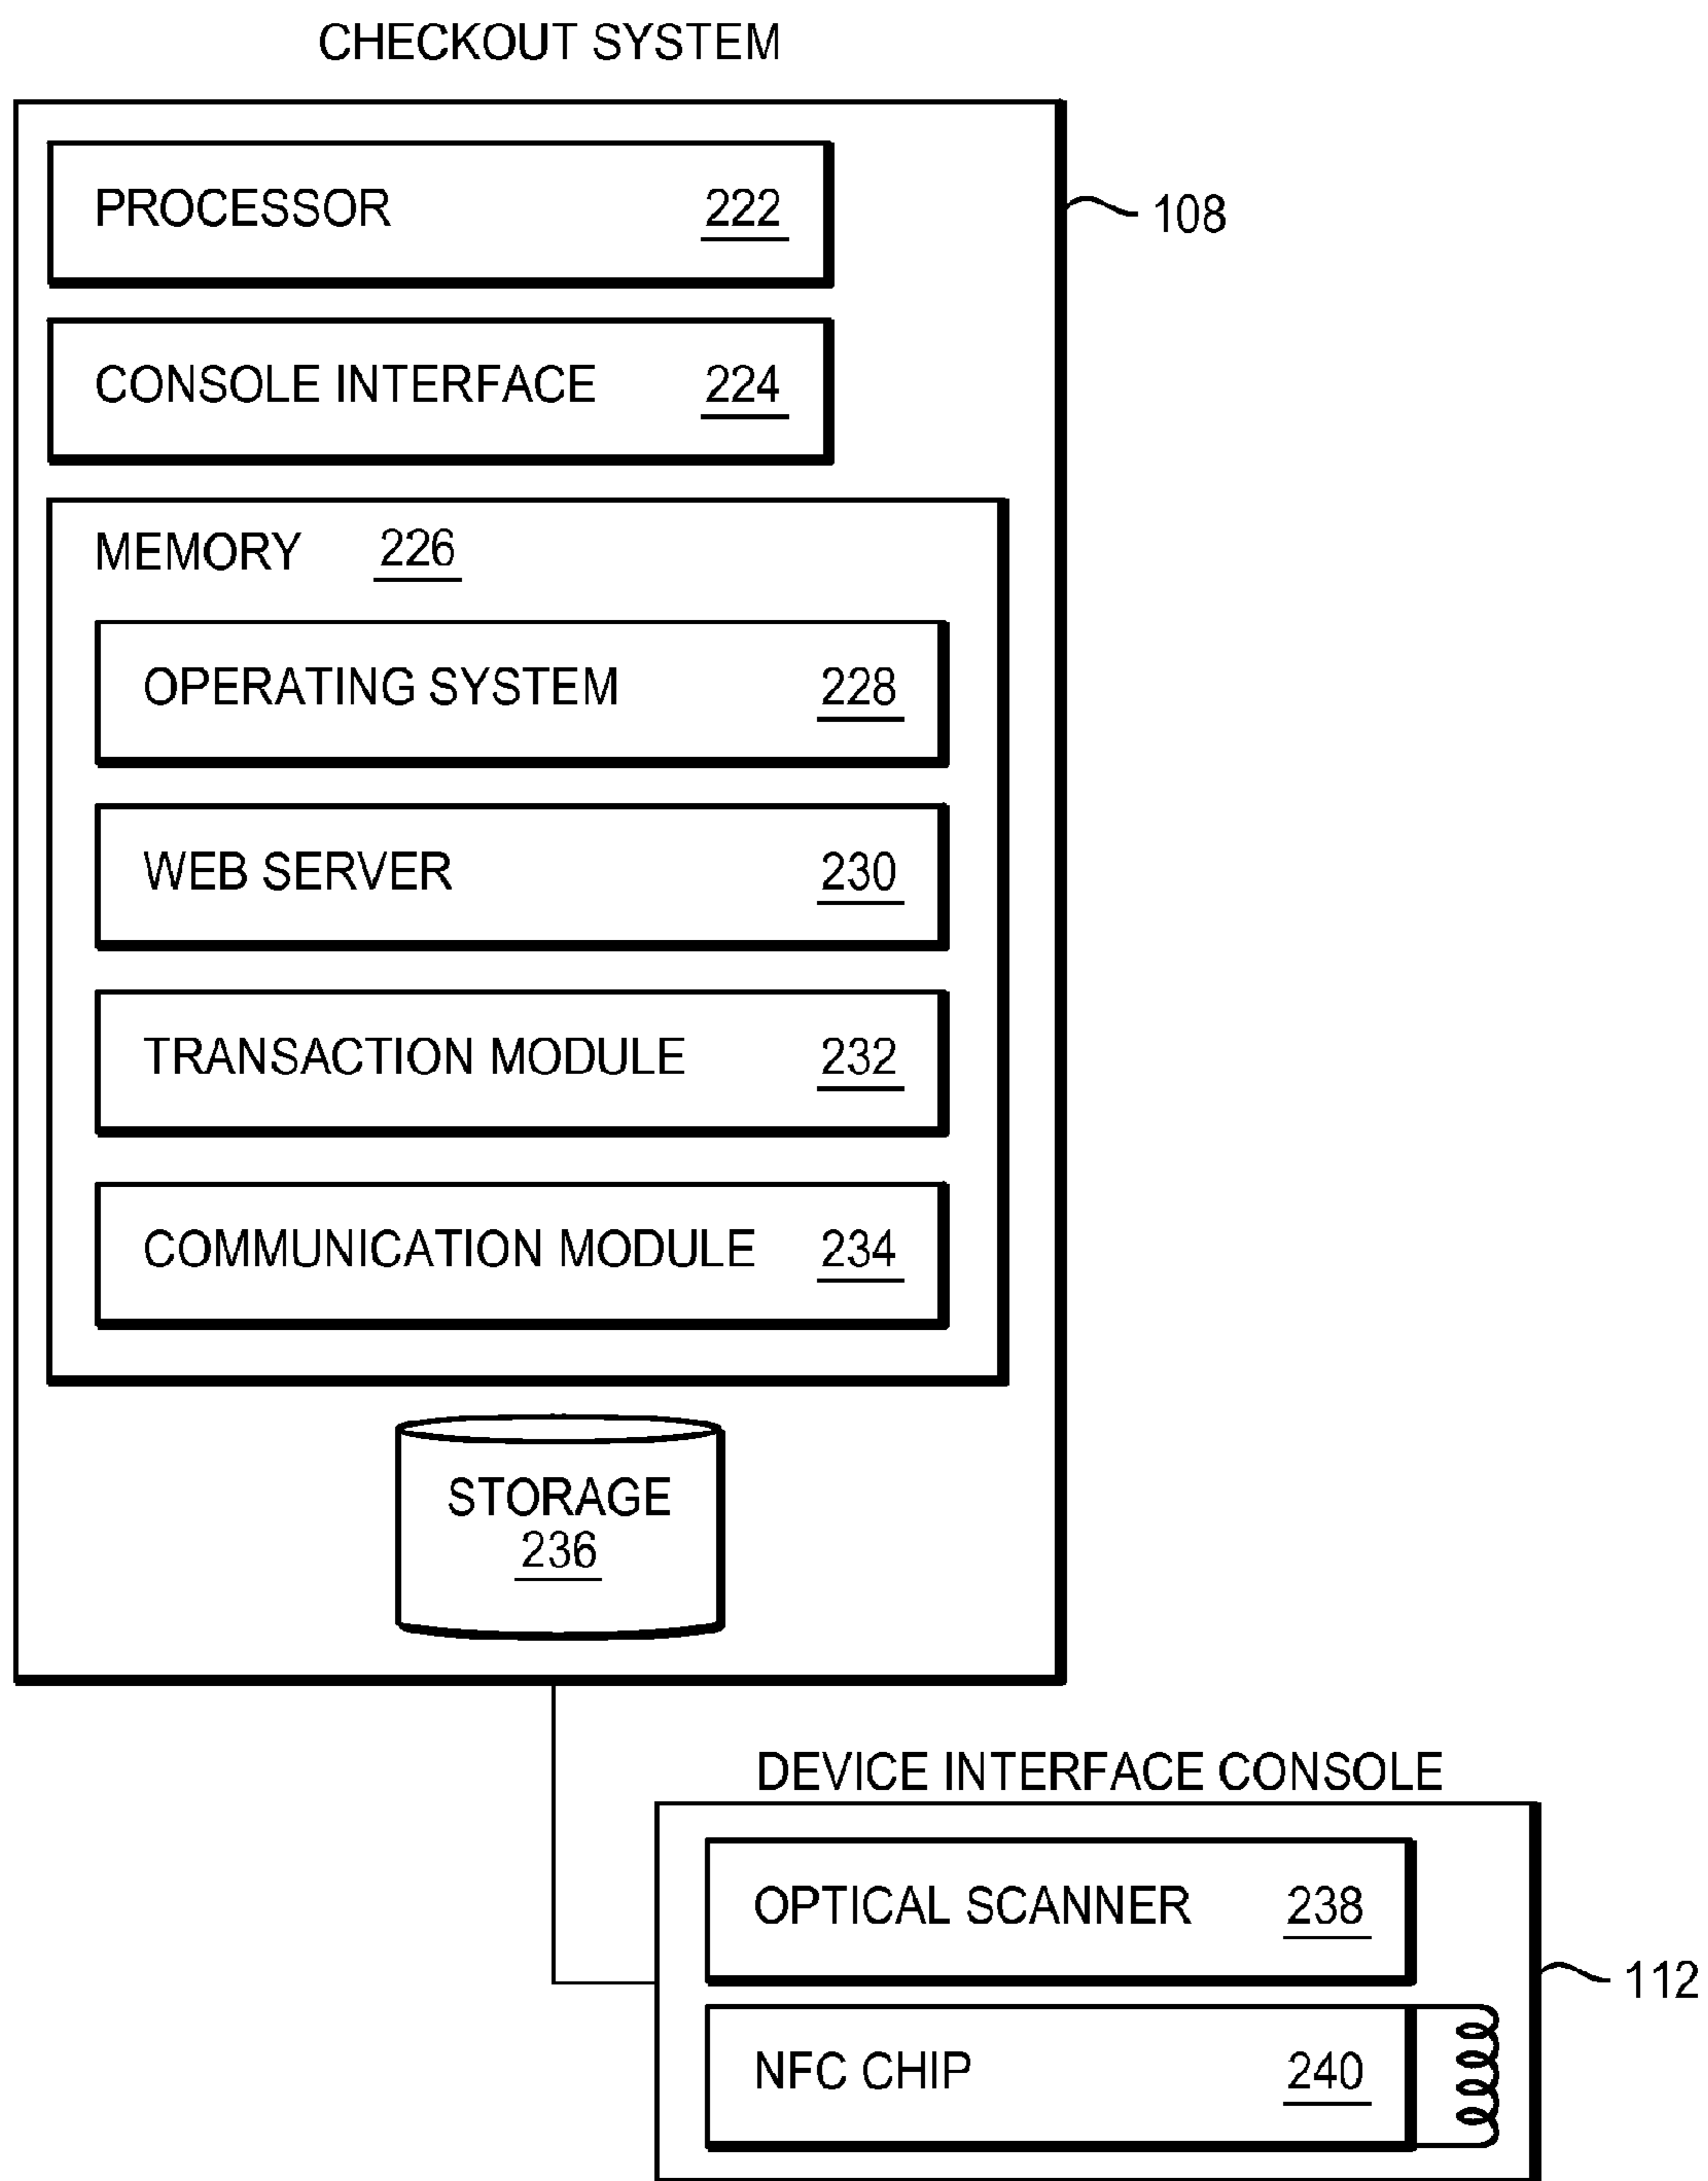 CHECKOUT SYSTEM
PROCESSOR 222
108
CONSOLE INTERFACE 224
MEMORY 226
OPERATING SYSTEM 228
WEB SERVER 230
TRANSACTION MODULE 232
COMMUNICATION MODULE 234
STORAGE
236
DEVICE INTERFACE CONSOLE
OPTICAL SCANNER 238
112
NFC CHIP 240